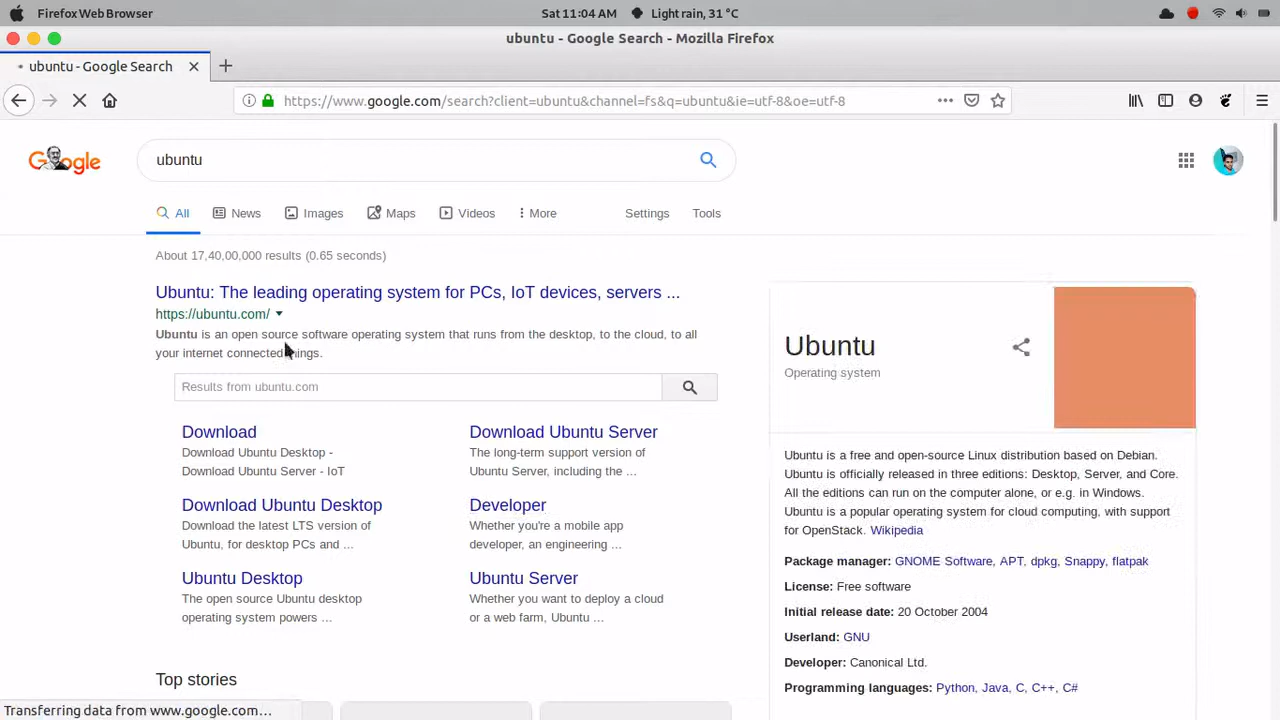 Firefox Web Browser
Sat 11:04 AM
Light rain, 31 °C
ubuntu - Google Search - Mozilla Firefox
ubuntu - Google Search
https://www.google.com/search?client=ubuntu&channel=fs&q=ubuntu&ie=utf-8&oe=utf-8
Google
ubuntu
All
News
Images
Maps
Videos
More
Settings
Tools
About 17,40,00,000 results (0.65 seconds)
Ubuntu: The leading operating system for PCs, IoT devices, servers ...
https://ubuntu.com/
Ubuntu is an open source software operating system that runs from the desktop, to the cloud, to all
your internet connected things.
Results from ubuntu.com
Download
Download Ubuntu Desktop -
Download Ubuntu Server - IoT
Download Ubuntu Server
The long-term support version of
Ubuntu Server, including the ...
Download Ubuntu Desktop
Download the latest LTS version of
Ubuntu, for desktop PCs and ...
Developer
Whether you're a mobile app
developer, an engineering ...
Ubuntu Desktop
The open source Ubuntu desktop
operating system powers ...
Ubuntu Server
Whether you want to deploy a cloud
or a web farm, Ubuntu ...
Top stories
Ubuntu
Operating system
Ubuntu is a free and open-source Linux distribution based on Debian.
Ubuntu is officially released in three editions: Desktop, Server, and Core.
All the editions can run on the computer alone, or e.g. in Windows.
Ubuntu is a popular operating system for cloud computing, with support
for OpenStack. Wikipedia
Package manager: GNOME Software, APT, dpkg, Snappy, flatpak
License: Free software
Initial release date: 20 October 2004
Userland: GNU
Developer: Canonical Ltd.
Programming languages: Python, Java, C, C++, C#
Transferring data from www.google.com…